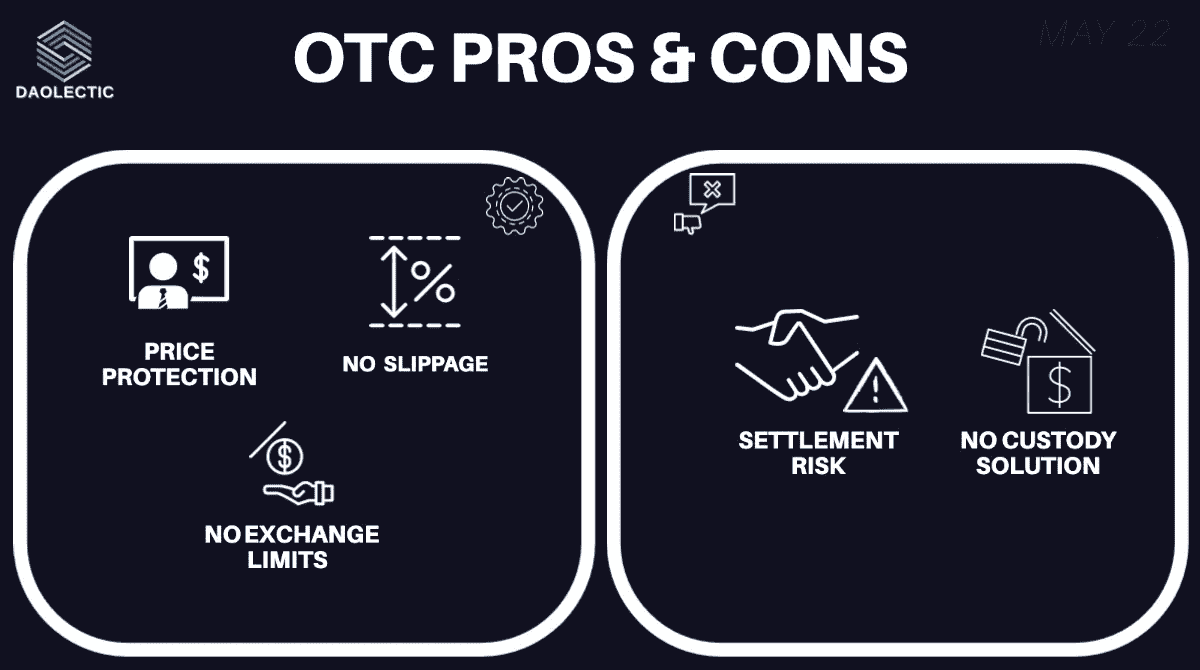 DAOLECTIC
OTC PROS & CONS
MAY 22
$
PRICE
PROTECTION
%
NO SLIPPAGE
$
NO EXCHANGE
LIMITS
!
SETTLEMENT
RISK
$
NO CUSTODY
SOLUTION